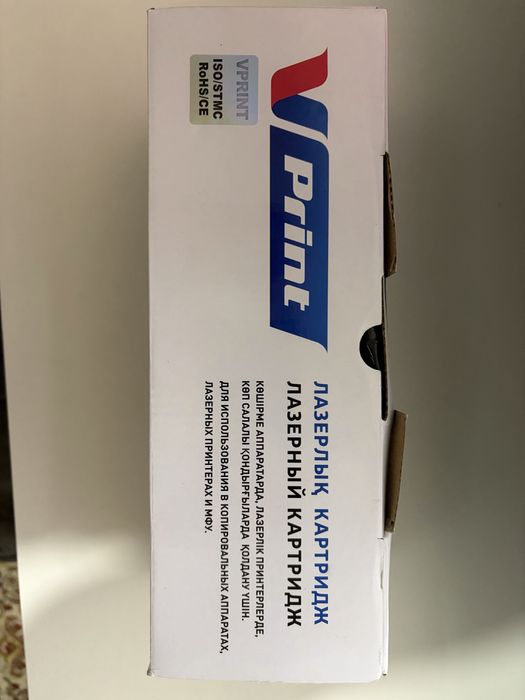 VPRINT
ISO/STMC
RoHS/CE
VPrint
ЛАЗЕРЛЫҚ КАРТРИДЖ
ЛАЗЕРНЫЙ КАРТРИДЖ
КӨШІРМЕ АППАРАТАРДА, ЛАЗЕРЛІК ПРИНТЕРЛЕРДЕ,
КӨП САЛАЛЫ ҚОНДЫРҒЫЛАРДА ҚОЛДАНУ ҮШІН.
ДЛЯ ИСПОЛЬЗОВАНИЯ В КОПИРОВАЛЬНЫХ АППАРАТАХ,
ЛАЗЕРНЫХ ПРИНТЕРАХ И МФУ.